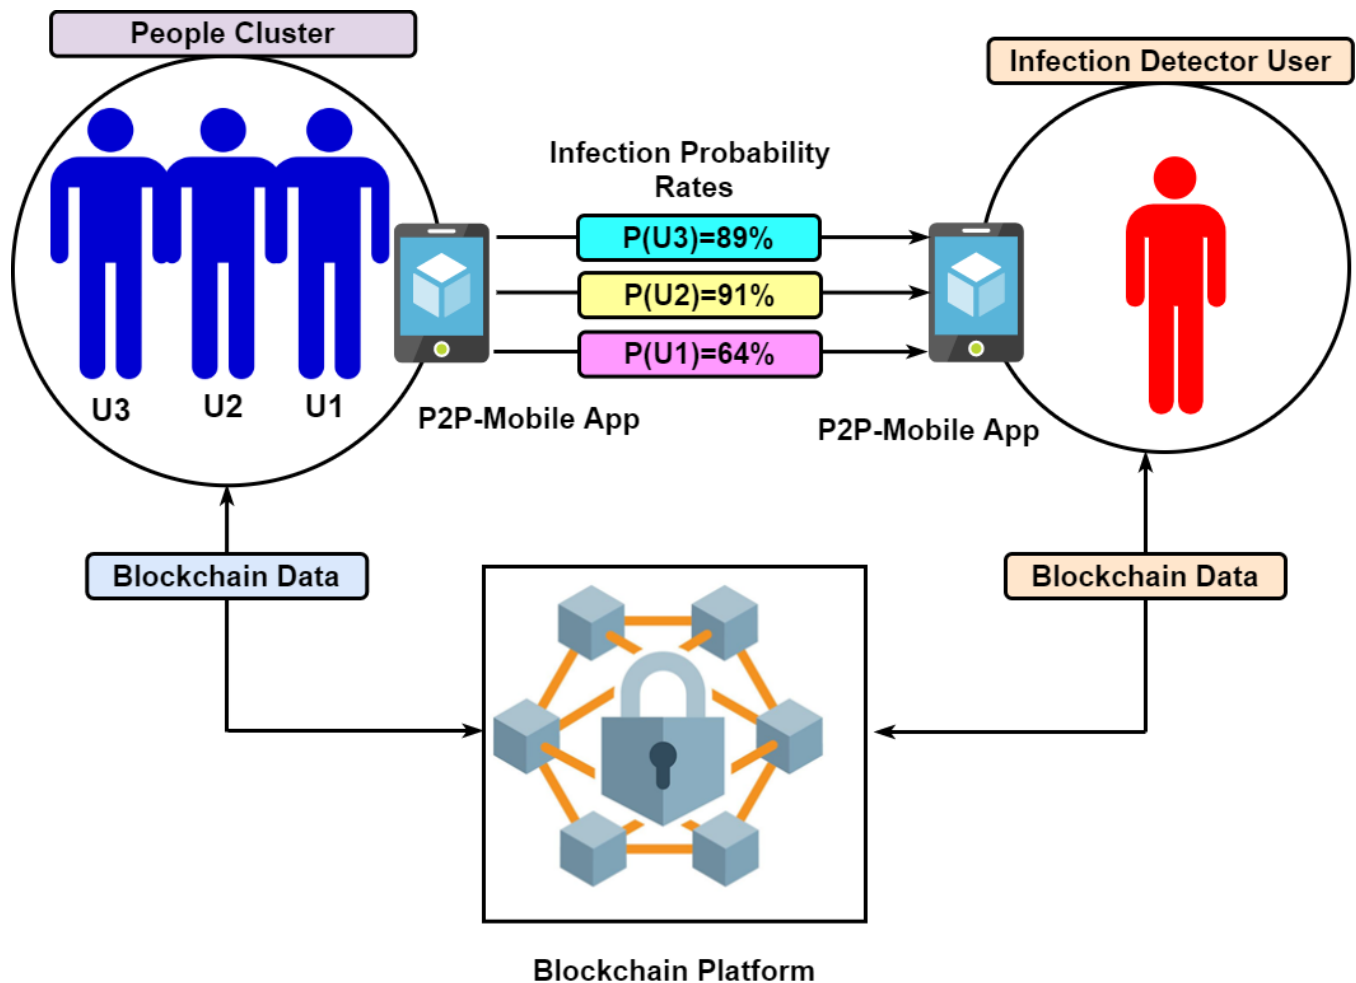 People Cluster
Infection Detector User
Infection Probability
Rates
P(U3)=89%
P(U2)=91%
P(U1)=64%
U3
U2
U1
P2P-Mobile App
P2P-Mobile App
Blockchain Data
Blockchain Data
Blockchain Platform